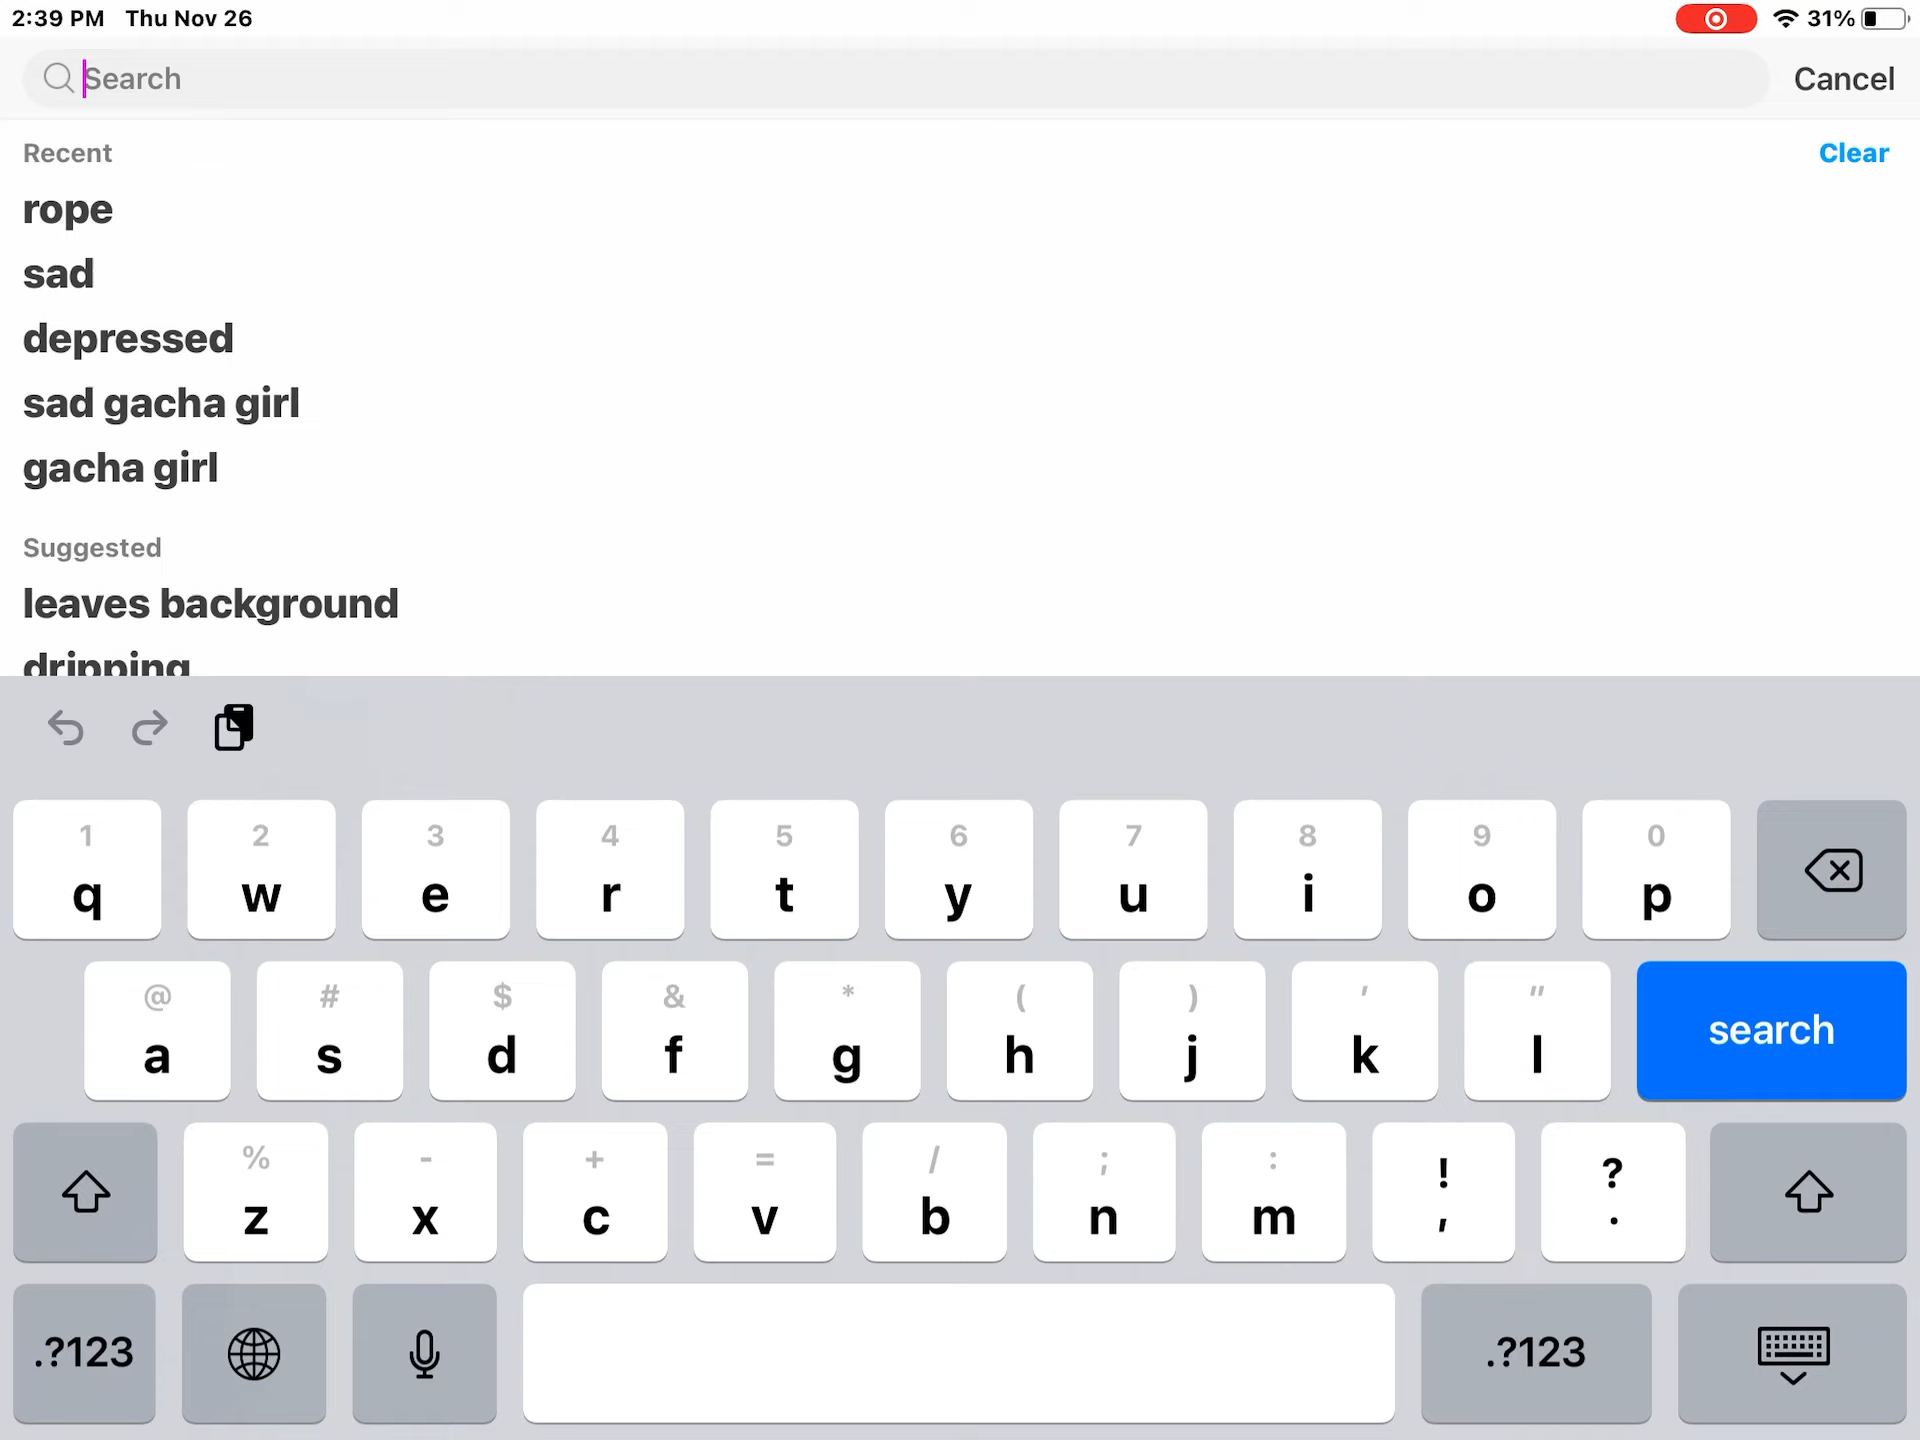 2:39 PM Thu Nov 26 31%
Search Cancel
Recent Clear
rope
sad
depressed
sad gacha girl
gacha girl
Suggested
leaves background
dripping
1 2 3 4 5 6 7 8 9 0
q w e r t y u i o p
@ # $ & * ( ) ' "
a s d f g h j k l search
% - + = / ; : ! ?
z x c v b n m , .
.?123 .?123